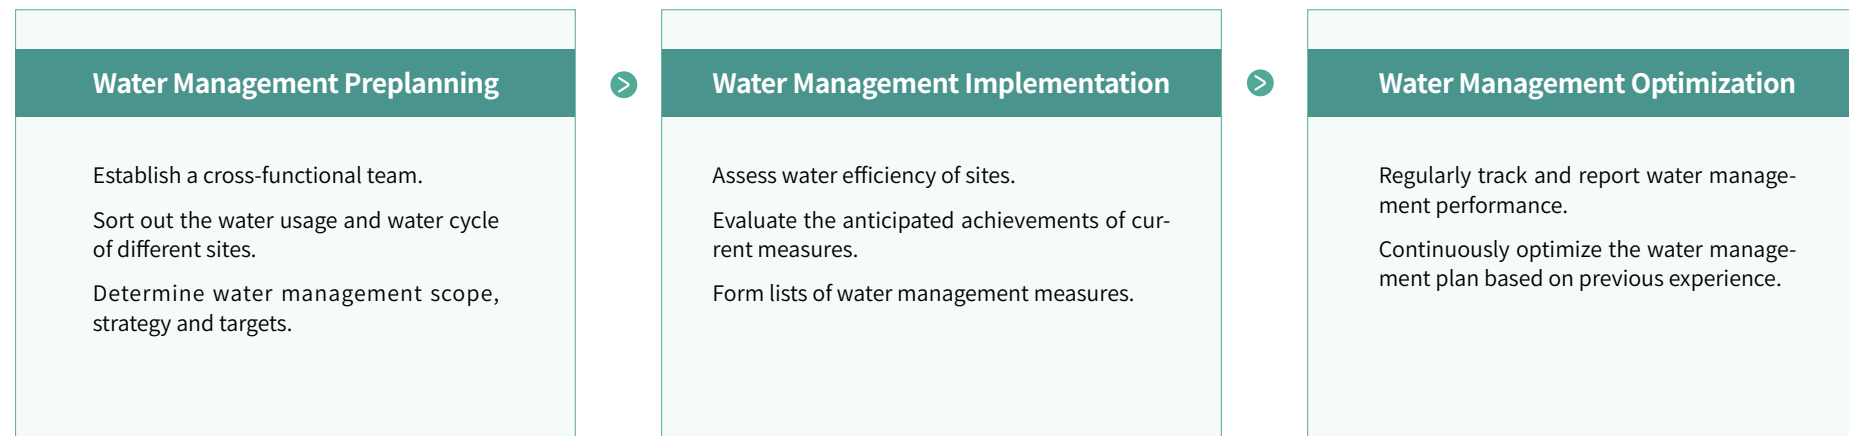 Water Management Preplanning
Establish a cross-functional team.
Sort out the water usage and water cycle
of different sites.
Determine water management scope,
strategy and targets.
Water Management Implementation
Assess water efficiency of sites.
Evaluate the anticipated achievements of cur-
rent measures.
Form lists of water management measures.
Water Management Optimization
Regularly track and report water manage-
ment performance.
Continuously optimize the water manage-
ment plan based on previous experience.